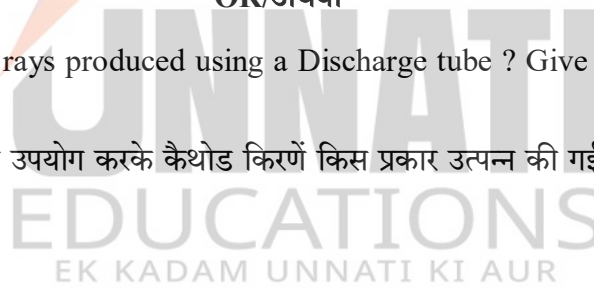 OR/अथवा
rays produced using a Discharge tube ? Give
उपयोग करके कैथोड किरणें किस प्रकार उत्पन्न की
UNNATI
EDUCATIONS
EK KADAM UNNATI KI AUR